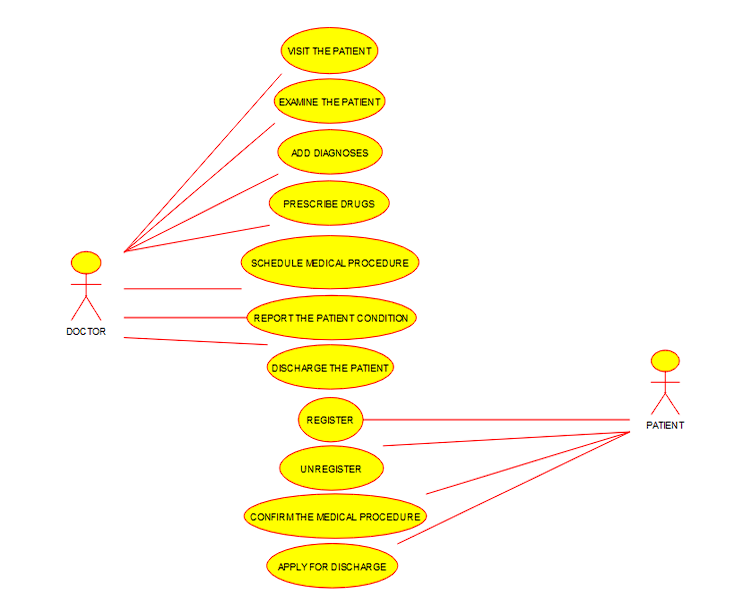 VISIT THE PATIENT
EXAMINE THE PATIENT
ADD DIAGNOSES
PRESCRIBE DRUGS
SCHEDULE MEDICAL PROCEDURE
REPORT THE PATIENT CONDITION
DOCTOR
DISCHARGE THE PATIENT
REGISTER
PATIENT
UNREGISTER
CONFIRM THE MEDICAL PROCEDURE
APPLY FOR DISCHARGE